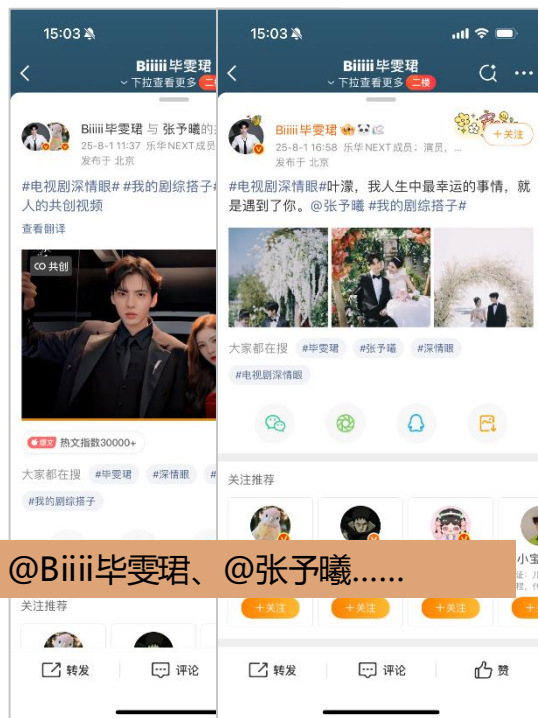 15:03
Biiiii毕雯珺
下拉查看更多
Biiiii毕雯珺 与 张予曦的
25-8-1 11:37 乐华NEXT成员
发布于 北京
#电视剧深情眼# #我的剧综搭子
人的共创视频
查看翻译
CO 共创
爆文 热文指数30000+
大家都在搜 #毕雯珺 #深情眼 #
#我的剧综搭子
关注推荐
转发 评论
15:03
Biiiii毕雯珺
下拉查看更多 二楼
Biiiii毕雯珺
+关注
25-8-1 16:58 乐华NEXT成员；演员，...
发布于 北京
#电视剧深情眼#叶濛，我人生中最幸运的事情，就
是遇到了你。@张予曦 #我的剧综搭子#
大家都在搜 #毕雯珺 #张予曦 #深情眼
#电视剧深情眼
关注推荐
小宝
+关注 +关注 +关注
转发 评论 赞
@Biiii毕雯珺、@张予曦……